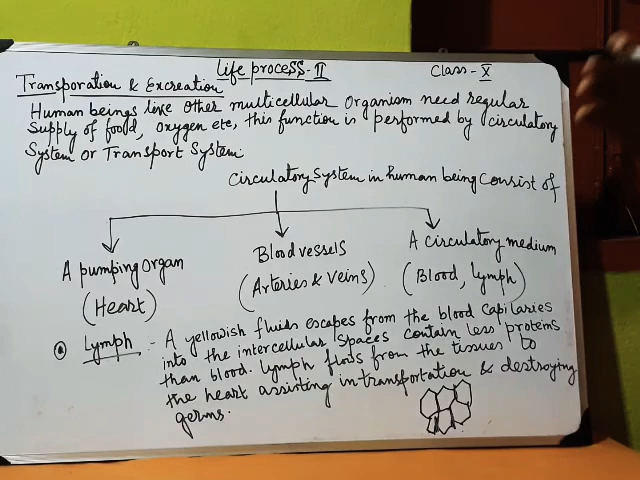 Life process-II
Class-X
Transporation & Excreation
Human beings like other multicellular organism need regular
supply of food, oxygen etc, this function is performed by circulatory
System or Transport System.
Circulatory System in human being Consist of
A pumping organ
(Heart)
Blood vessels
(Arteries & Veins)
A circulatory medium
(Blood, Lymph)
Lymph - A yellowish fluids escapes from the blood capilaries
into the intercellular spaces contain less proteins
than blood. Lymph flods from the tissues to
the heart assisting in transportation & destroying
germs.